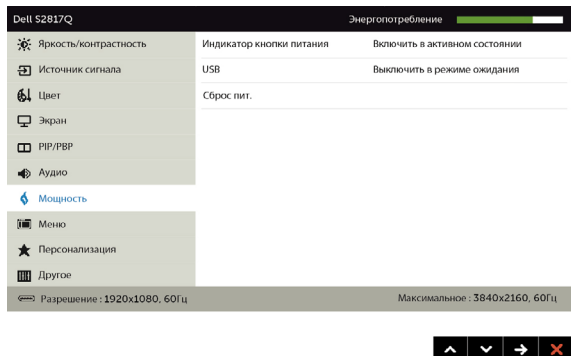 Dell S2817Q Энергопотребление
Яркость/контрастность Индикатор кнопки питания Включить в активном состоянии
Источник сигнала USB Выключить в режиме ожидания
Цвет Сброс пит.
Экран
PIP/PBP
Аудио
Мощность
Меню
Персонализация
Другое
Разрешение : 1920x1080, 60Гц Максимальное : 3840x2160, 60Гц